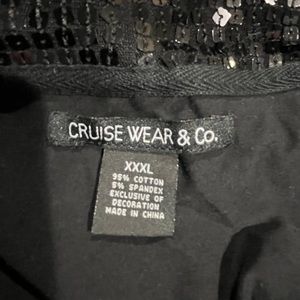 CRUISE WEAR & Co.
XXXL
95% COTTON
5% SPANDEX
EXCLUSIVE OF
DECORATION
MADE IN CHINA